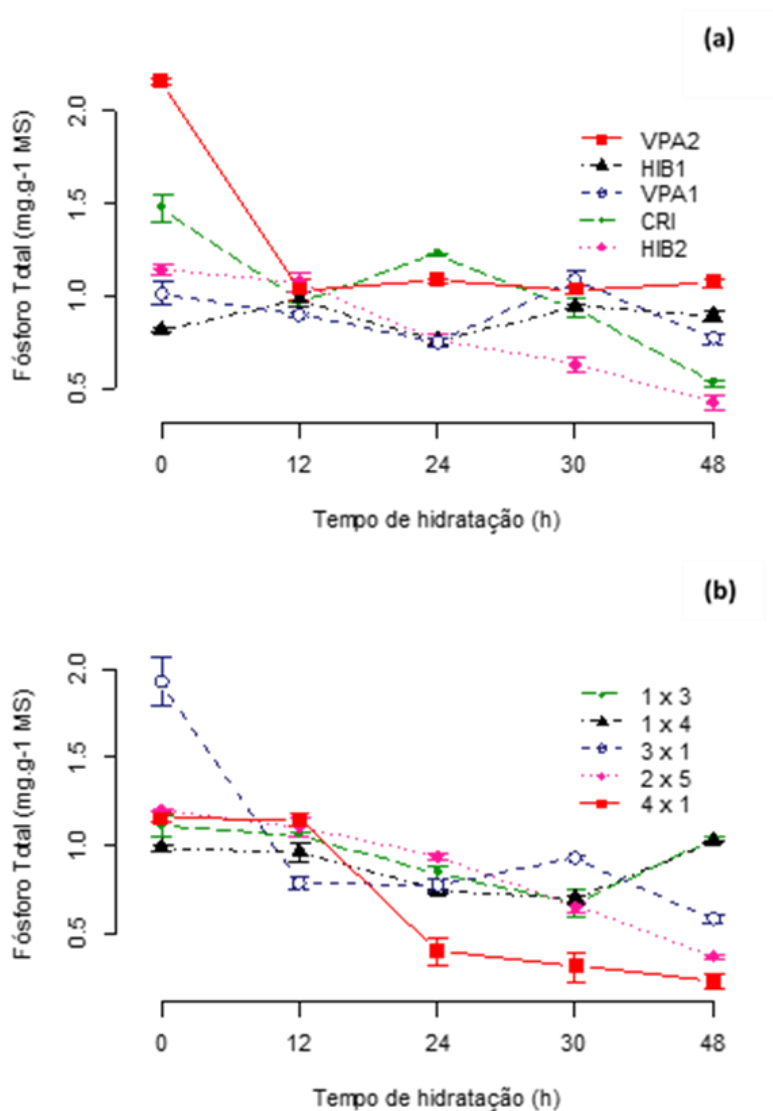 (a)
Fósforo Total (mg.g-1 MS)
2.0
1.5
1.0
0.5
VPA2
HIB1
VPA1
CRI
HIB2
0 12 24 30 48
Tempo de hidratação (h)
(b)
Fósforo Total (mg.g-1 MS)
2.0
1.5
1.0
0.5
1 x 3
1 x 4
3 x 1
2 x 5
4 x 1
0 12 24 30 48
Tempo de hidratação (h)